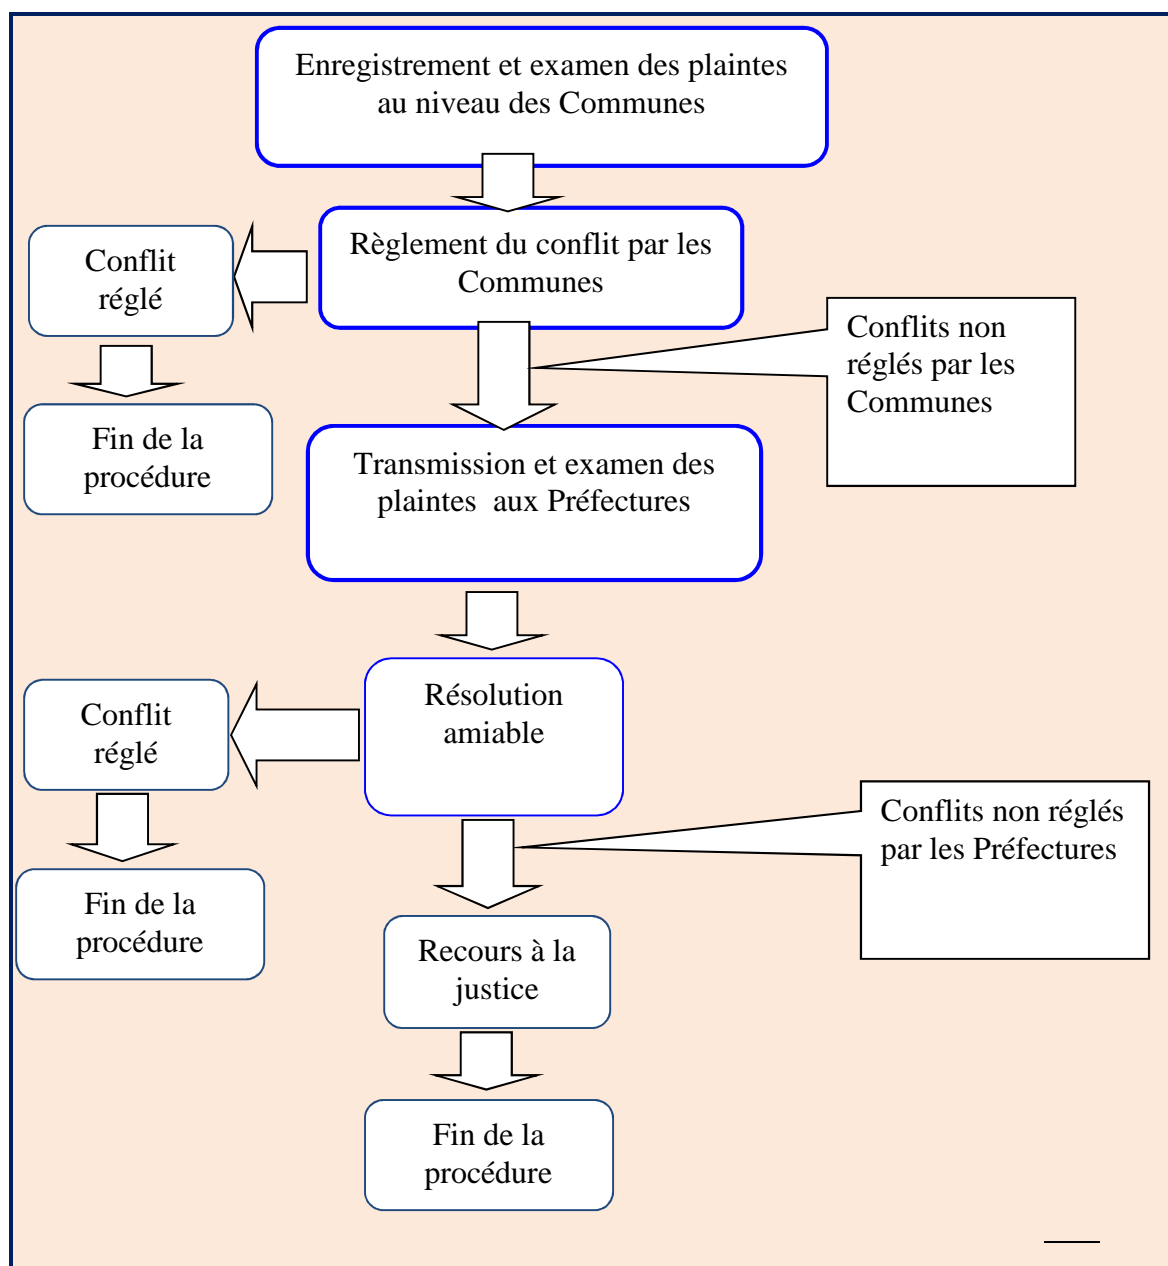 Enregistrement et examen des plaintes
au niveau des Communes
Règlement du conflit par les
Communes
Conflit
réglé
Conflits non
réglés par les
Communes
Fin de la
procédure
Transmission et examen des
plaintes aux Préfectures
Résolution
amiable
Conflit
réglé
Conflits non réglés
par les Préfectures
Fin de la
procédure
Recours à la
justice
Fin de la
procédure